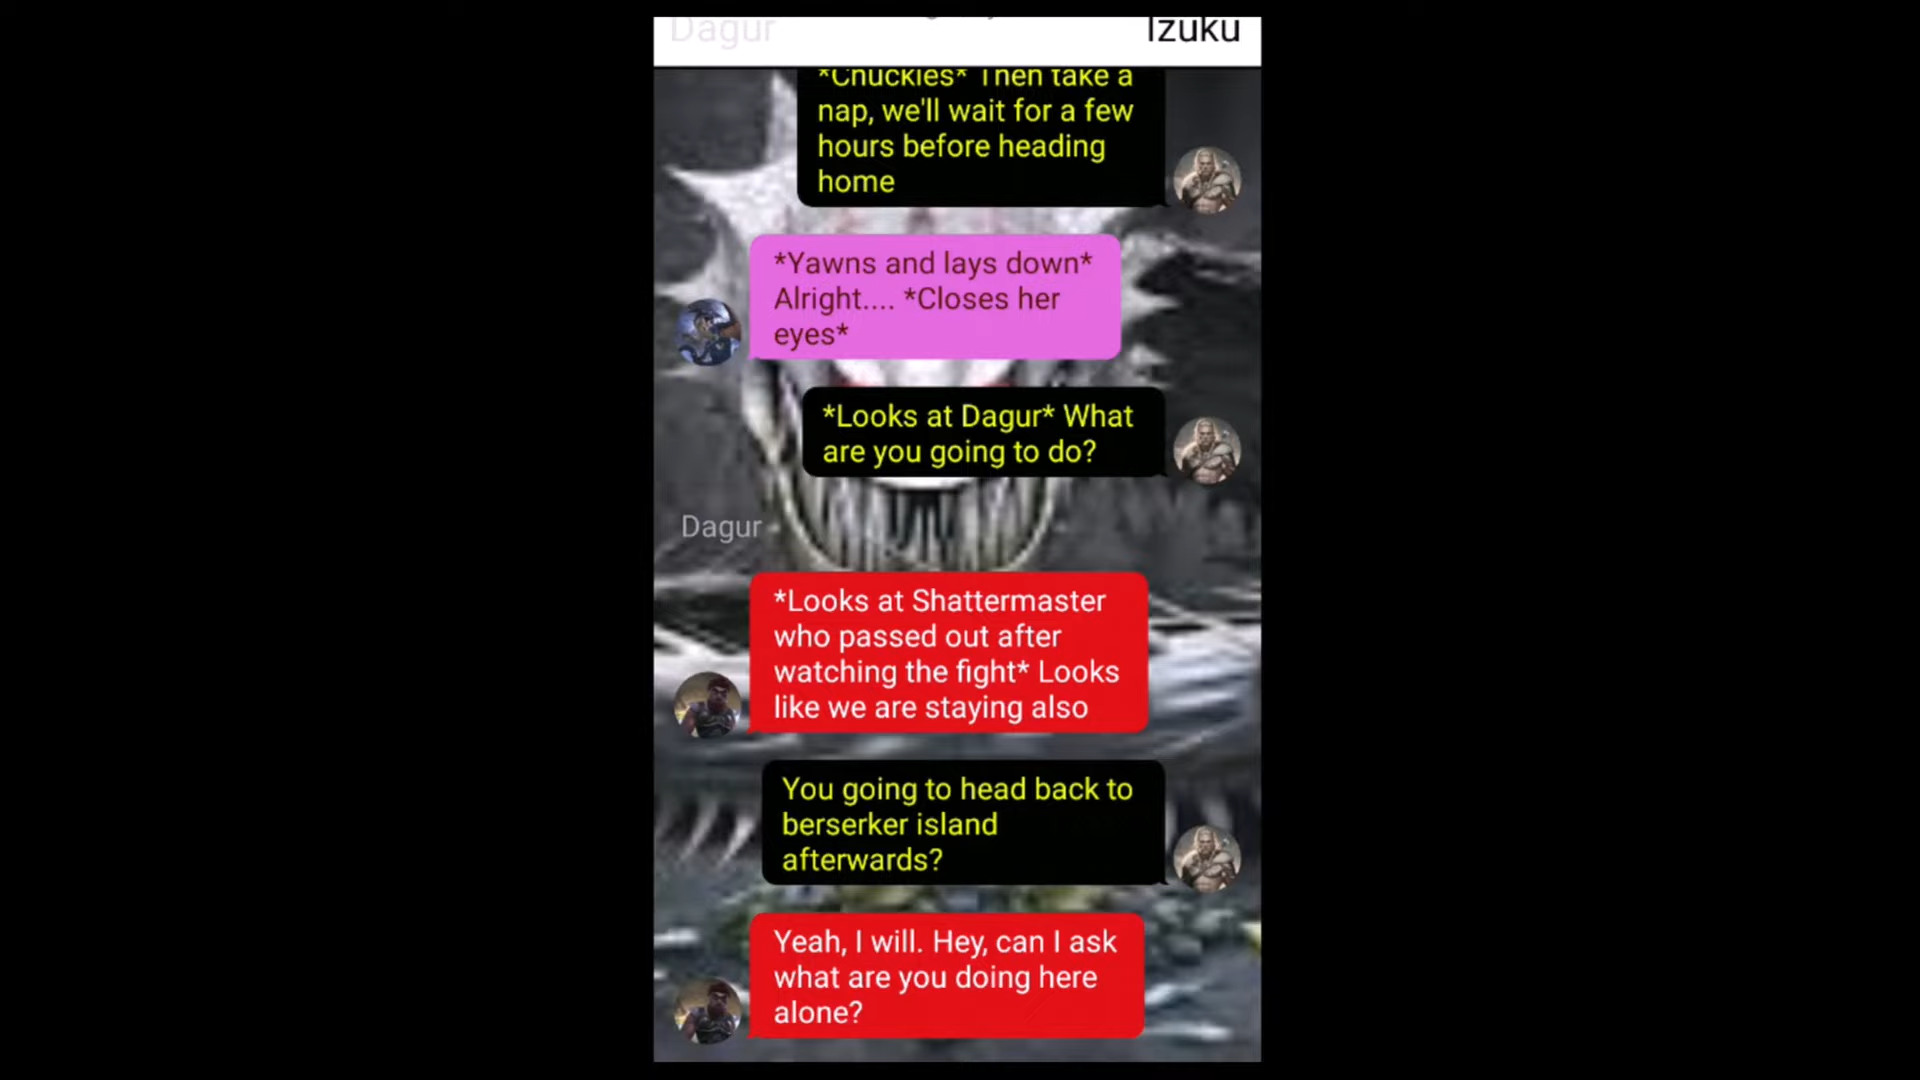 Dagur
Izuku
*Chuckles* Then take a
nap, we'll wait for a few
hours before heading
home
*Yawns and lays down*
Alright.... *Closes her
eyes*
*Looks at Dagur* What
are you going to do?
Dagur
*Looks at Shattermaster
who passed out after
watching the fight* Looks
like we are staying also
You going to head back to
berserker island
afterwards?
Yeah, I will. Hey, can I ask
what are you doing here
alone?